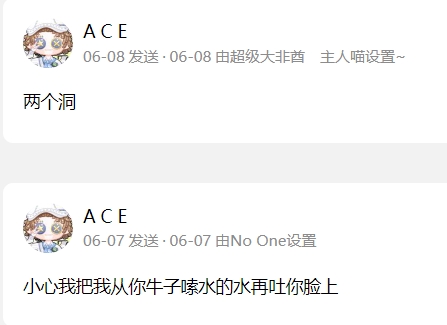 A C E
06-08 发送 · 06-08 由超级大非酋 主人喵设置~
两个洞
A C E
06-07 发送 · 06-07 由No One设置
小心我把我从你牛子嗦水的水再吐你脸上